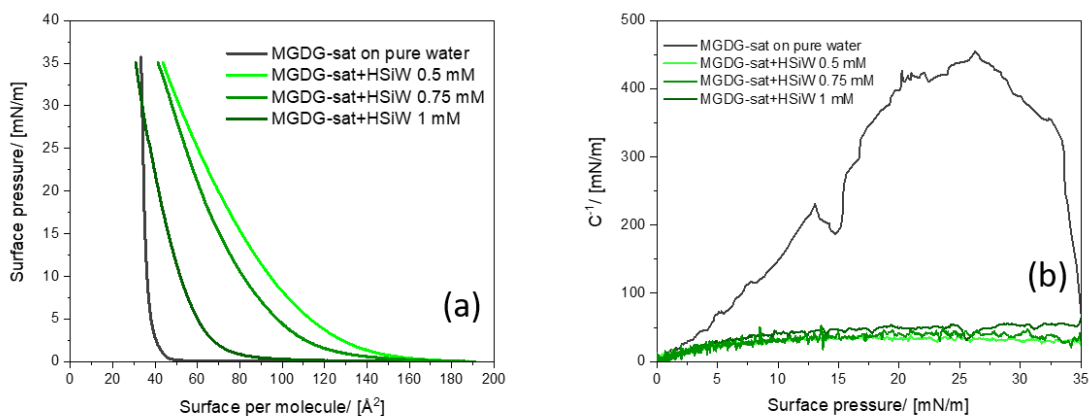 40
35
30
25
20
15
10
5
0
Surface pressure/ [mN/m]
MGDG-sat on pure water
MGDG-sat+HSiW 0.5 mM
MGDG-sat+HSiW 0.75 mM
MGDG-sat+HSiW 1 mM
(a)
0 20 40 60 80 100 120 140 160 180 200
Surface per molecule/ [Å²]
500
400
300
200
100
50
0
C⁻¹/ [mN/m]
MGDG-sat on pure water
MGDG-sat+HSiW 0.5 mM
MGDG-sat+HSiW 0.75 mM
MGDG-sat+HSiW 1 mM
(b)
0 5 10 15 20 25 30 35
Surface pressure/ [mN/m]